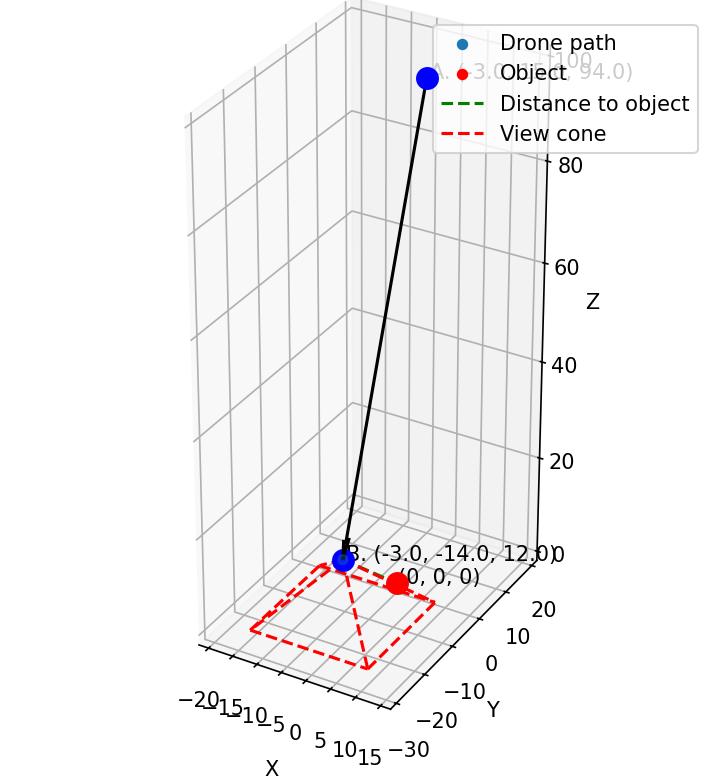 Drone path
Object
Distance to object
View cone
100
80
60
Z
40
20
0
B. (-3.0, -14.0, 12.0)
(0, 0, 0)
20
10
0
−10
−20
−30
Y
−20
−15
−10
−5
0
5
10
15
X